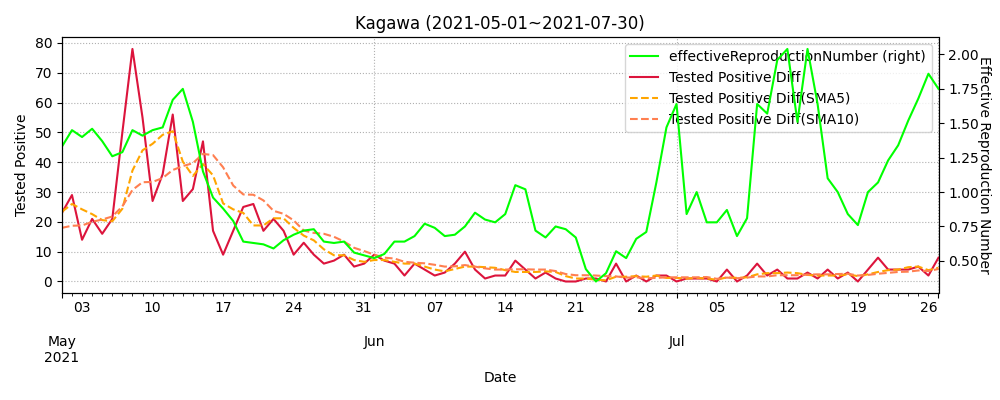 Kagawa (2021-05-01~2021-07-30)
effectiveReproductionNumber (right)
Tested Positive Diff
Tested Positive Diff(SMA5)
Tested Positive Diff(SMA10)
80
70
60
50
40
30
20
10
0
Tested Positive
2.00
1.75
1.50
1.25
1.00
0.75
0.50
Effective Reproduction Number
03 10 17 24 31 07 14 21 28 05 12 19 26
May Jun Jul
2021
Date